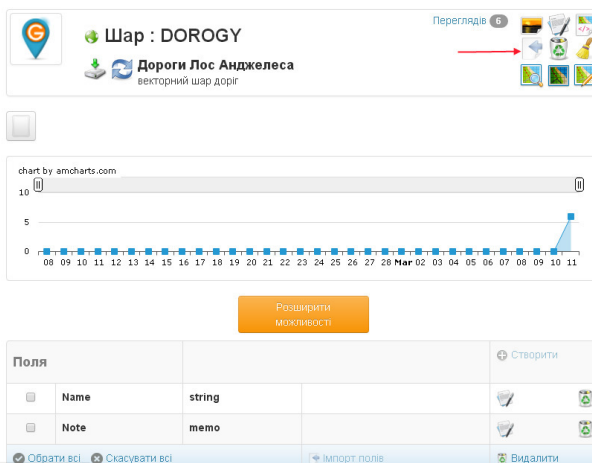 Переглядів 6
Шар : DOROGY
Дороги Лос Анджелеса
векторний шар доріг
chart by amcharts.com
10
5
0
08 09 10 11 12 13 14 15 16 17 18 19 20 21 22 23 24 25 26 27 28 Mar 02 03 04 05 06 07 08 09 10 11
Розширити
можливості
Поля
Створити
Name string
Note memo
Обрати всі Скасувати всі Імпорт полів Видалити